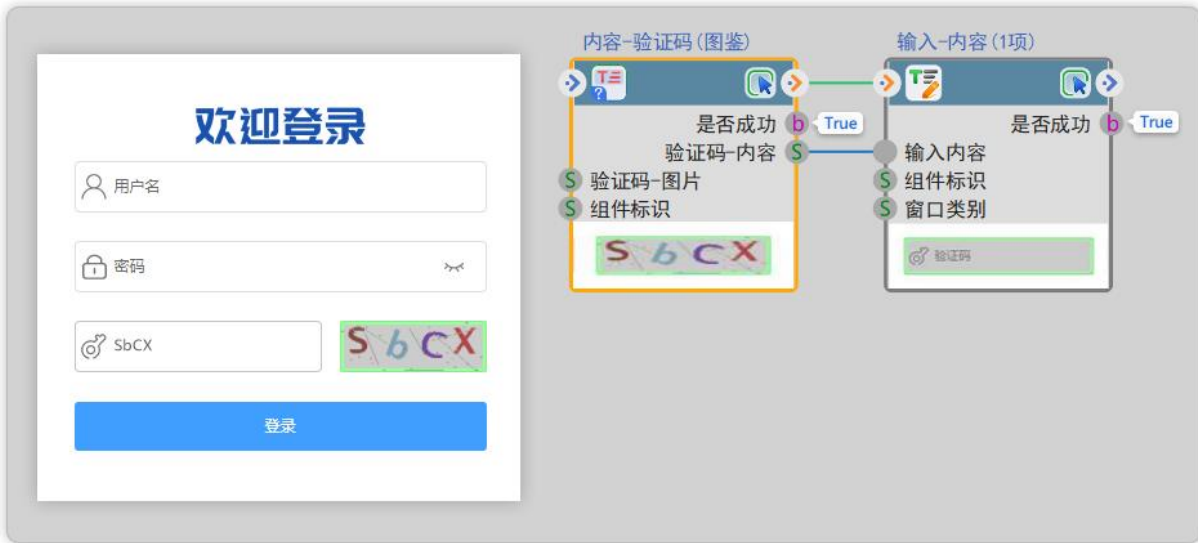 欢迎登录
用户名
密码
SbCX
SbCX
登录
内容-验证码(图鉴)
是否成功
b
True
验证码-内容
S
S
验证码-图片
S
组件标识
SbCX
输入-内容(1项)
是否成功
b
True
输入内容
S
组件标识
S
窗口类别
验证码